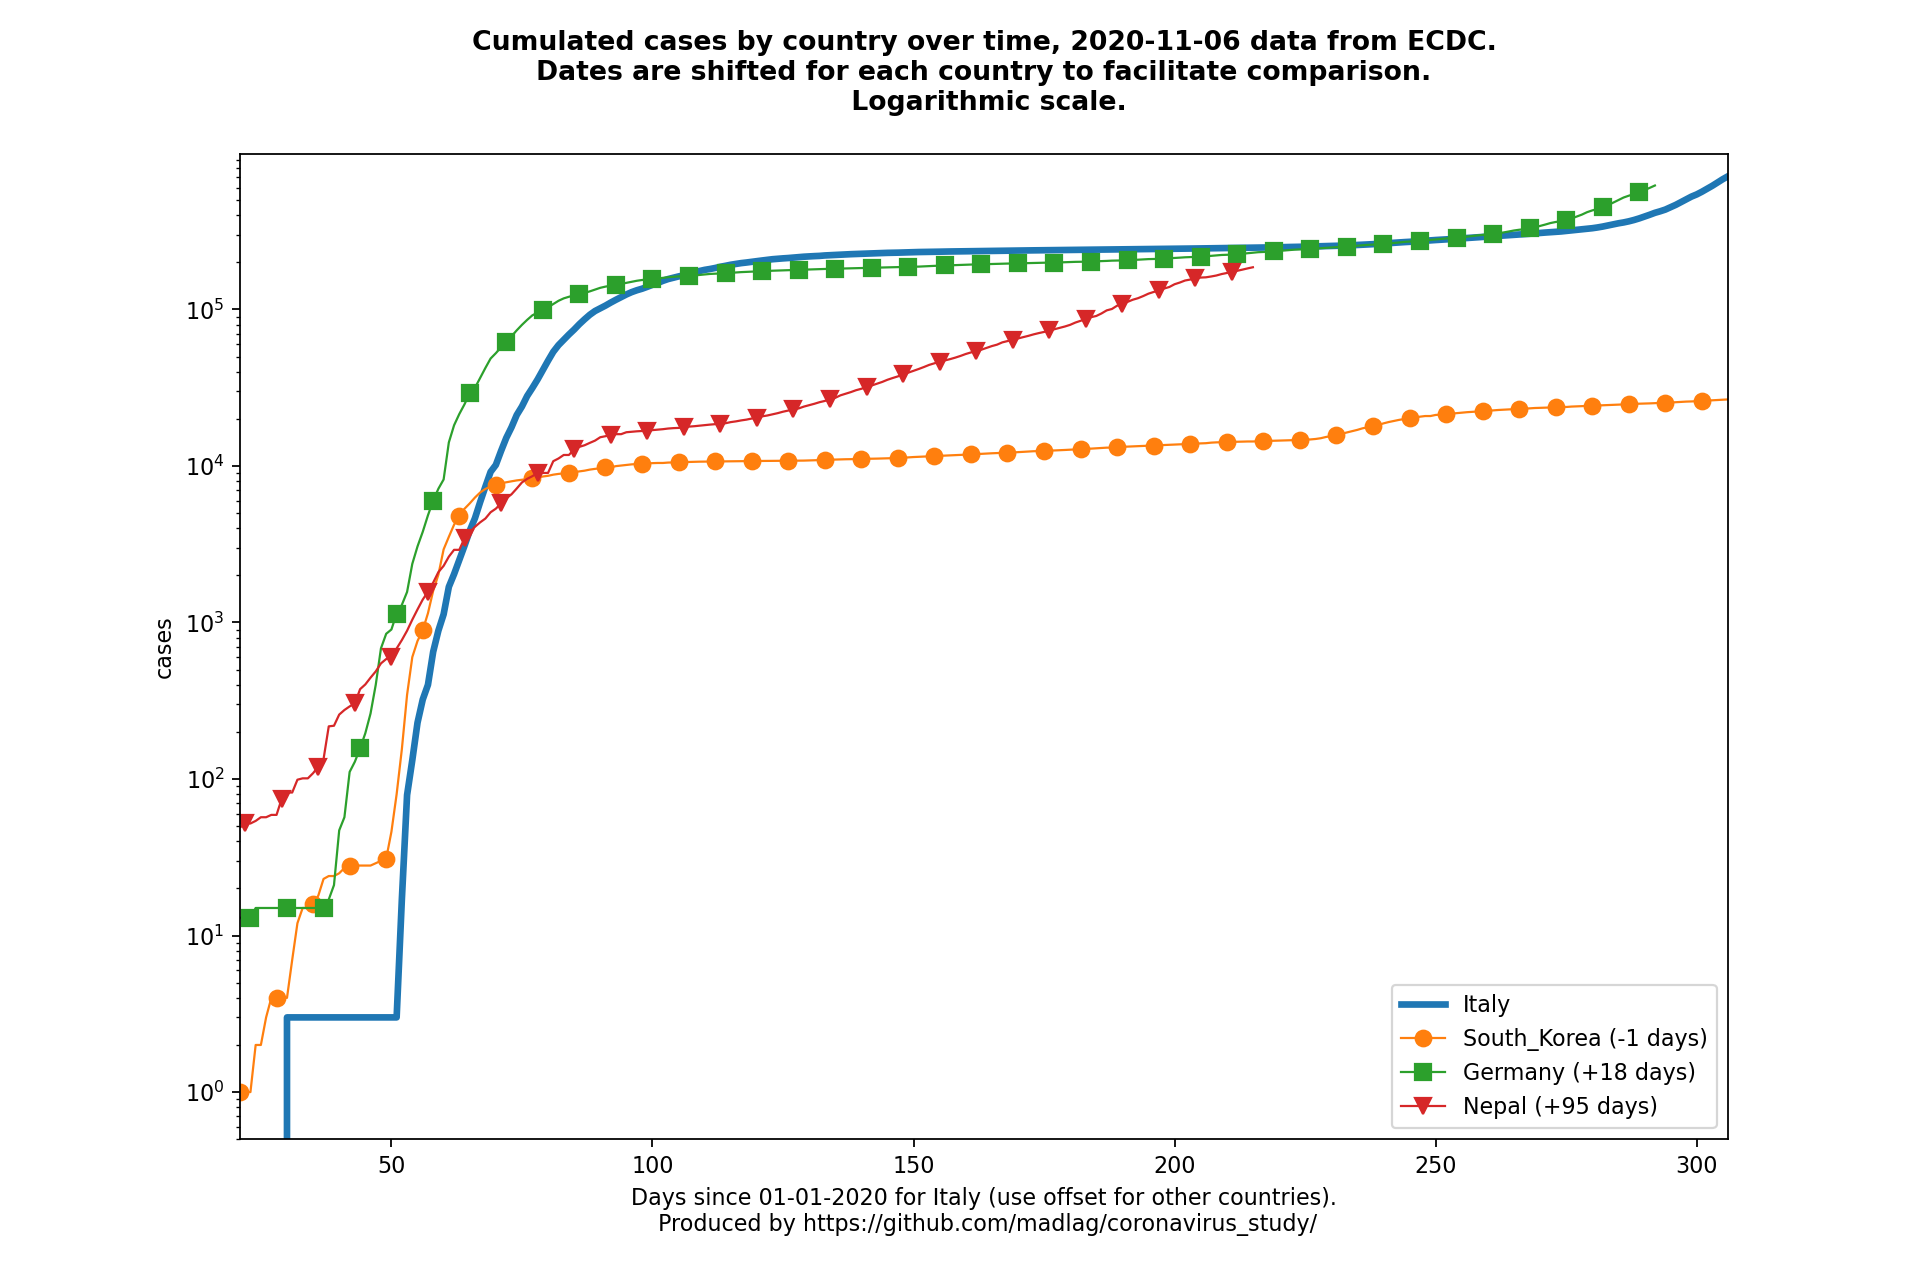 Cumulated cases by country over time, 2020-11-06 data from ECDC.
Dates are shifted for each country to facilitate comparison.
Logarithmic scale.
cases
10^5
10^4
10^3
10^2
10^1
10^0
50 100 150 200 250 300
Italy
South_Korea (-1 days)
Germany (+18 days)
Nepal (+95 days)
Days since 01-01-2020 for Italy (use offset for other countries).
Produced by https://github.com/madlag/coronavirus_study/